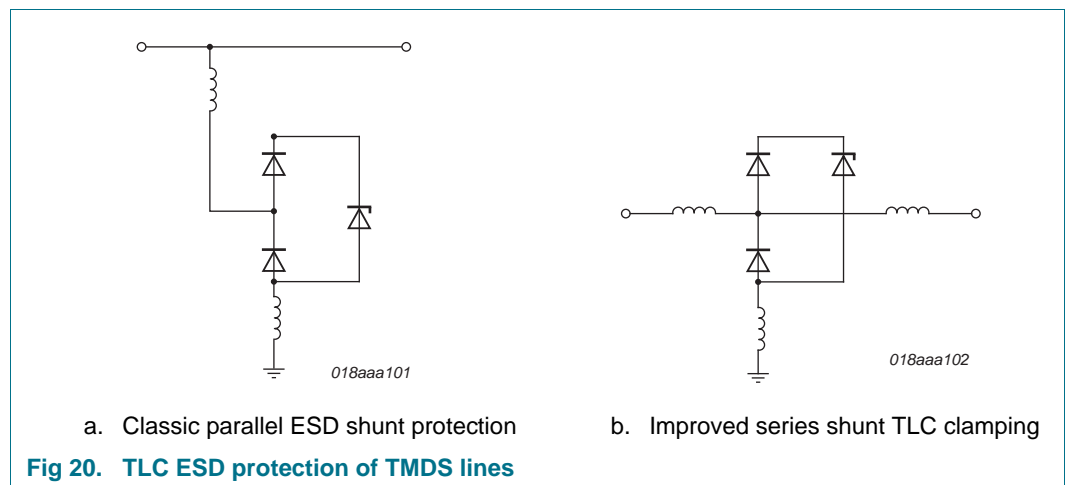 018aaa101
018aaa102
a. Classic parallel ESD shunt protection
b. Improved series shunt TLC clamping
Fig 20. TLC ESD protection of TMDS lines